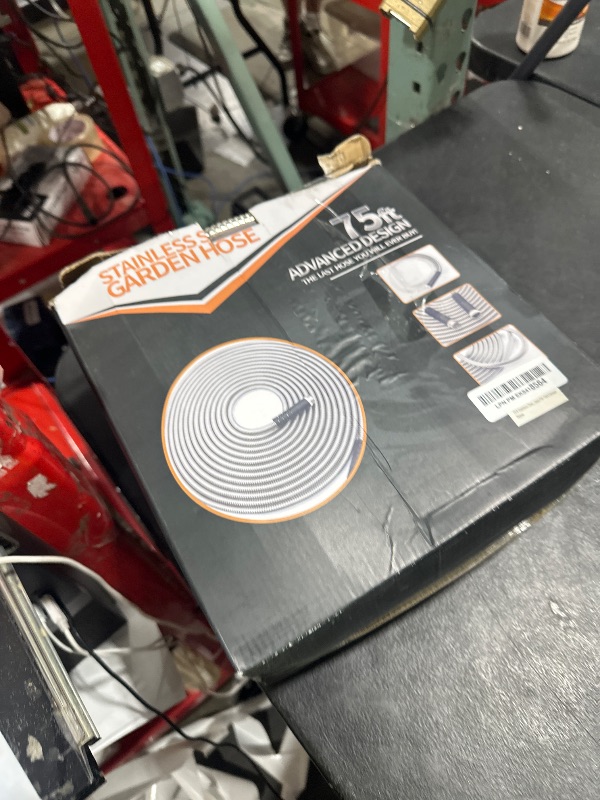 STAINLESS
GARDEN HOSE
75ft
ADVANCED DESIGN
THE LAST HOSE YOU WILL EVER BUY!